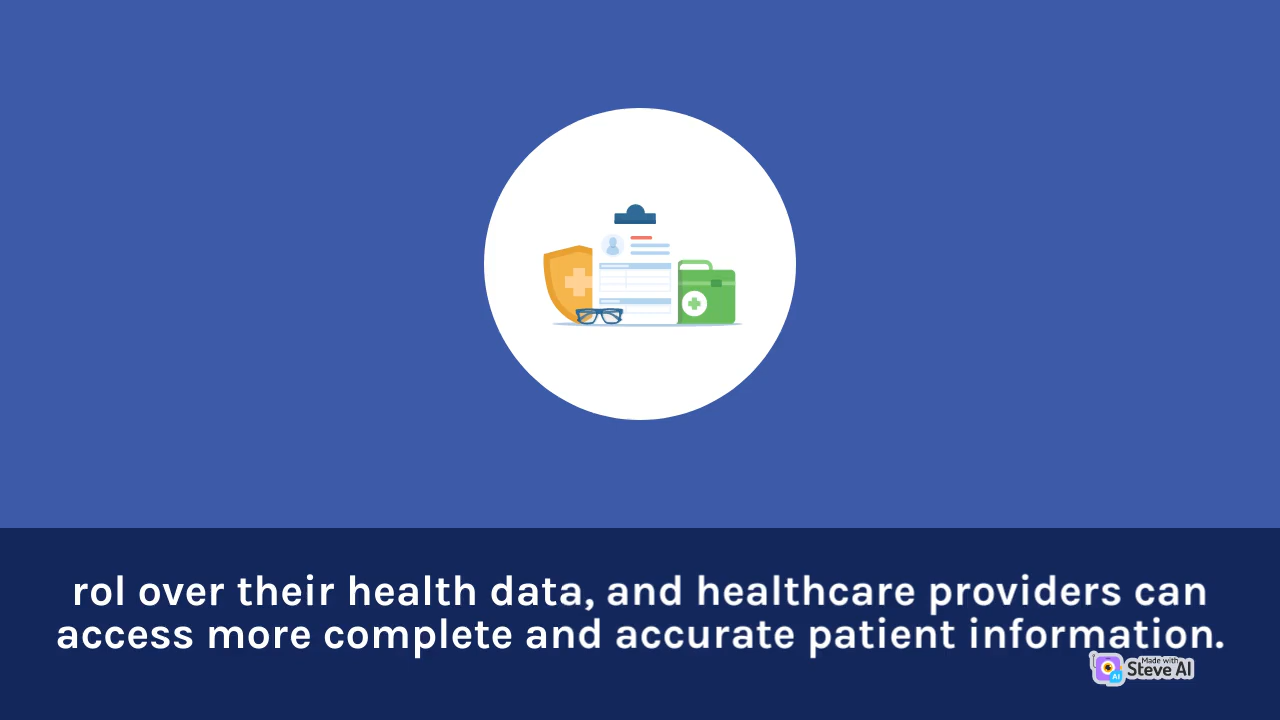 rol over their health data, and healthcare providers can
access more complete and accurate patient information.
Made with
Steve AI
AI